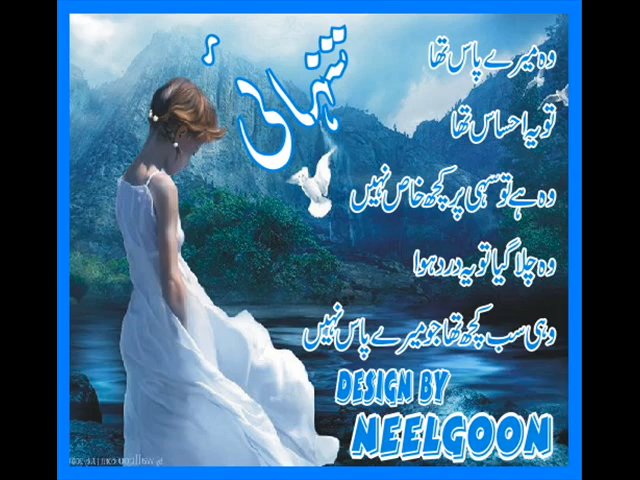 تنہائی
وہ میرے پاس تھا
تو یہ احساس تھا
وہ ہے تو سہی پر کچھ خاص نہیں
وہ چلا گیا تو یہ درد ہوا
وہی سب کچھ تھا جو میرے پاس نہیں
DESIGN BY
NEELGOON